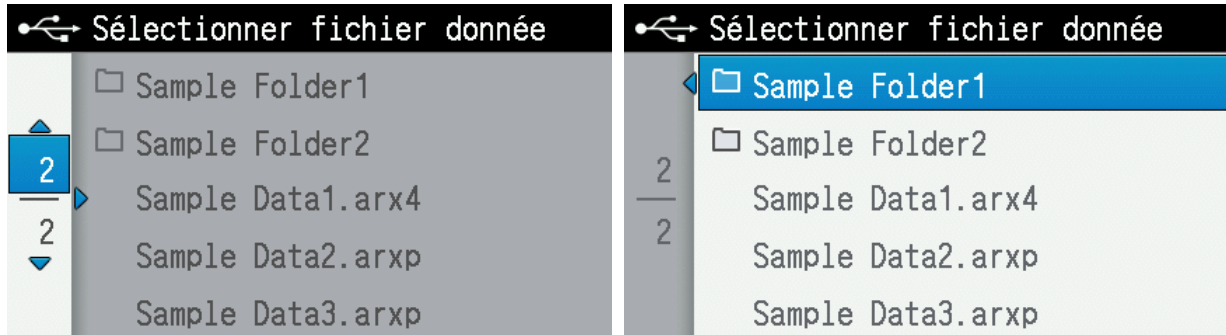 Sélectionner fichier donnée
Sample Folder1
Sample Folder2
Sample Data1.arx4
Sample Data2.arxp
Sample Data3.arxp
2
2
Sélectionner fichier donnée
Sample Folder1
Sample Folder2
Sample Data1.arx4
Sample Data2.arxp
Sample Data3.arxp
2
2